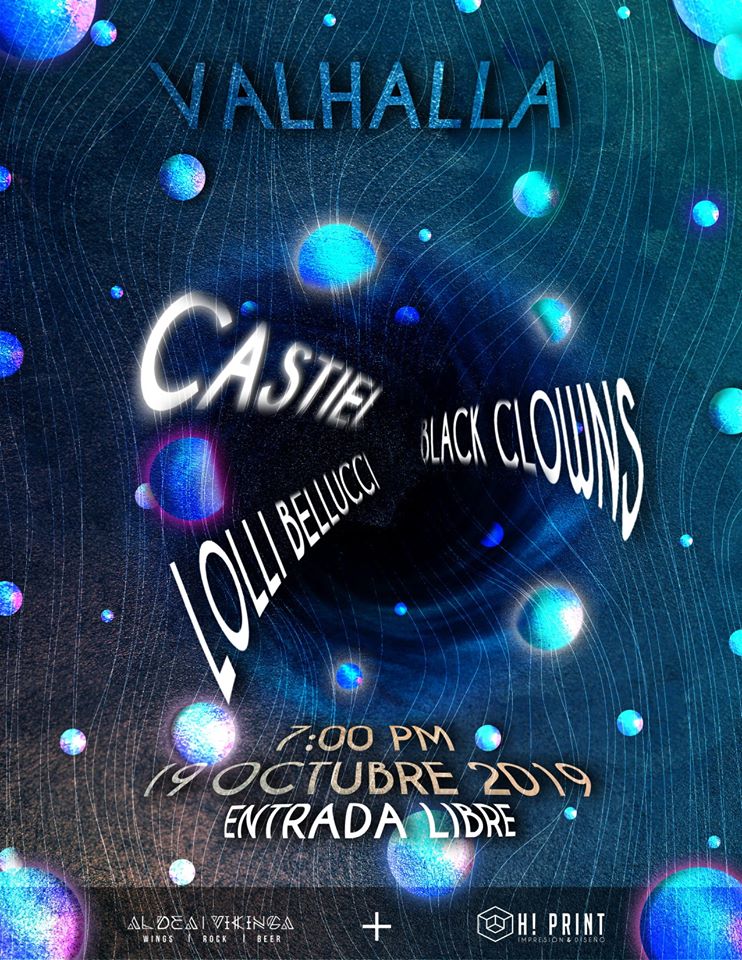 VALHALLA
CASTIEL
BLACK CLOWNS
LOLLI BELLUCCI
7:00 PM
19 OCTUBRE 2019
ENTRADA LIBRE
ALDEA VIKINGA
WINGS | ROCK | BEER
+
H! PRINT
IMPRESIÓN & DISEÑO